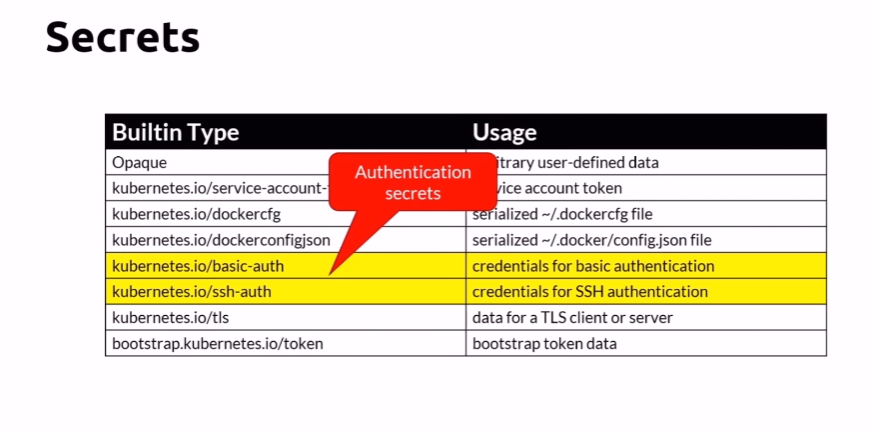 Secrets
Builtin Type Usage
Opaque itrary user-defined data
Authentication
secrets
kubernetes.io/service-account- vice account token
kubernetes.io/dockercfg serialized ~/.dockercfg file
kubernetes.io/dockerconfigjson serialized ~/.docker/config.json file
kubernetes.io/basic-auth credentials for basic authentication
kubernetes.io/ssh-auth credentials for SSH authentication
kubernetes.io/tls data for a TLS client or server
bootstrap.kubernetes.io/token bootstrap token data